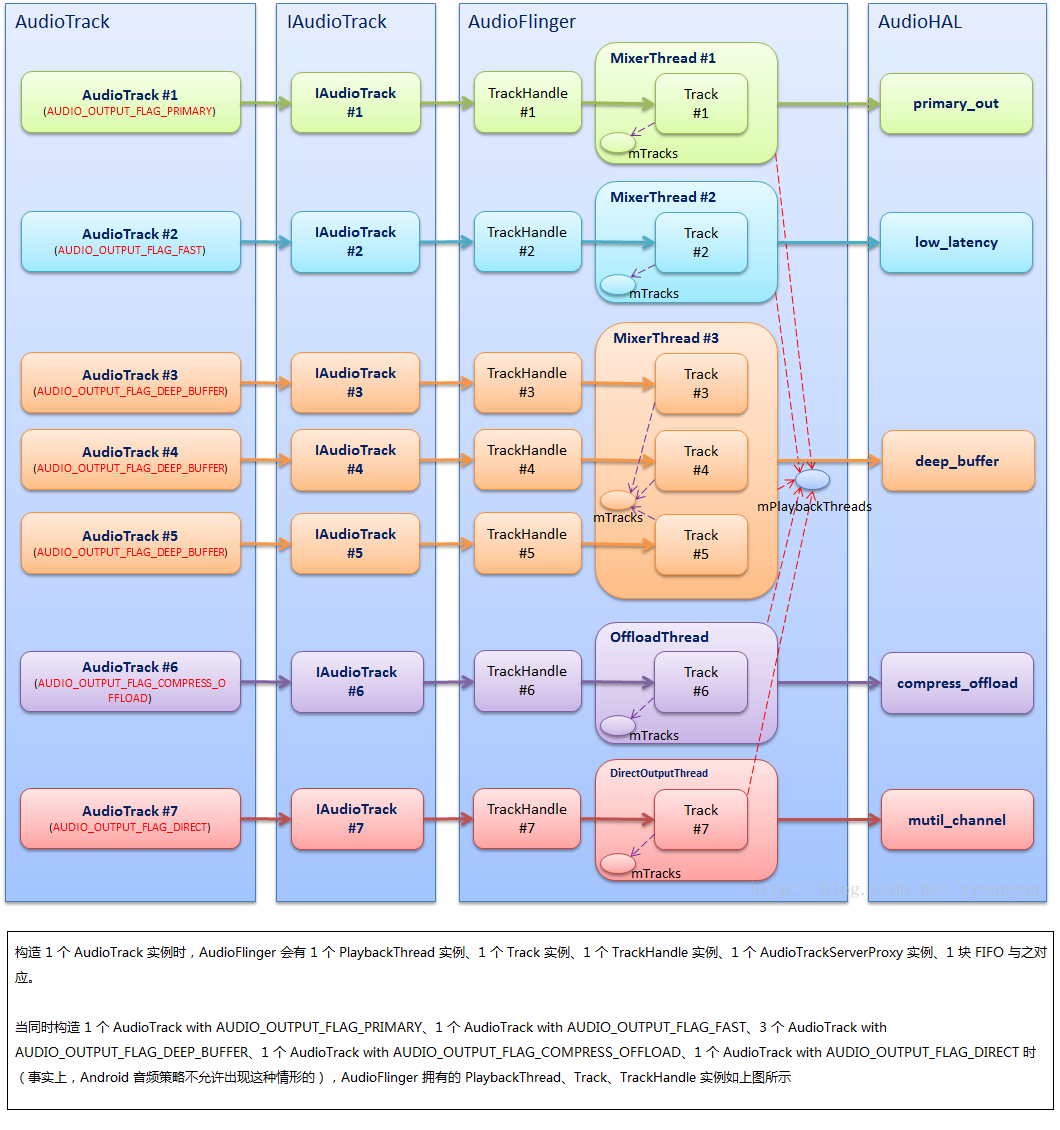 AudioTrack
IAudioTrack
AudioFlinger
AudioHAL
AudioTrack #1
(AUDIO_OUTPUT_FLAG_PRIMARY)
IAudioTrack
#1
TrackHandle
#1
MixerThread #1
Track
#1
mTracks
primary_out
AudioTrack #2
(AUDIO_OUTPUT_FLAG_FAST)
IAudioTrack
#2
TrackHandle
#2
MixerThread #2
Track
#2
mTracks
low_latency
AudioTrack #3
(AUDIO_OUTPUT_FLAG_DEEP_BUFFER)
IAudioTrack
#3
TrackHandle
#3
MixerThread #3
Track
#3
AudioTrack #4
(AUDIO_OUTPUT_FLAG_DEEP_BUFFER)
IAudioTrack
#4
TrackHandle
#4
Track
#4
mTracks
deep_buffer
mPlaybackThreads
AudioTrack #5
(AUDIO_OUTPUT_FLAG_DEEP_BUFFER)
IAudioTrack
#5
TrackHandle
#5
Track
#5
AudioTrack #6
(AUDIO_OUTPUT_FLAG_COMPRESS_O
FFLOAD)
IAudioTrack
#6
TrackHandle
#6
OffloadThread
Track
#6
mTracks
compress_offload
AudioTrack #7
(AUDIO_OUTPUT_FLAG_DIRECT)
IAudioTrack
#7
TrackHandle
#7
DirectOutputThread
Track
#7
mTracks
mutil_channel
http://blog.csdn.net/zyuanyun
构造 1 个 AudioTrack 实例时，AudioFlinger 会有 1 个 PlaybackThread 实例、1 个 Track 实例、1 个 TrackHandle 实例、1 个 AudioTrackServerProxy 实例、1 块 FIFO 与之对
应。
当同时构造 1 个 AudioTrack with AUDIO_OUTPUT_FLAG_PRIMARY、1 个 AudioTrack with AUDIO_OUTPUT_FLAG_FAST、3 个 AudioTrack with
AUDIO_OUTPUT_FLAG_DEEP_BUFFER、1 个 AudioTrack with AUDIO_OUTPUT_FLAG_COMPRESS_OFFLOAD、1 个 AudioTrack with AUDIO_OUTPUT_FLAG_DIRECT 时
（事实上，Android 音频策略不允许出现这种情形的），AudioFlinger 拥有的 PlaybackThread、Track、TrackHandle 实例如上图所示